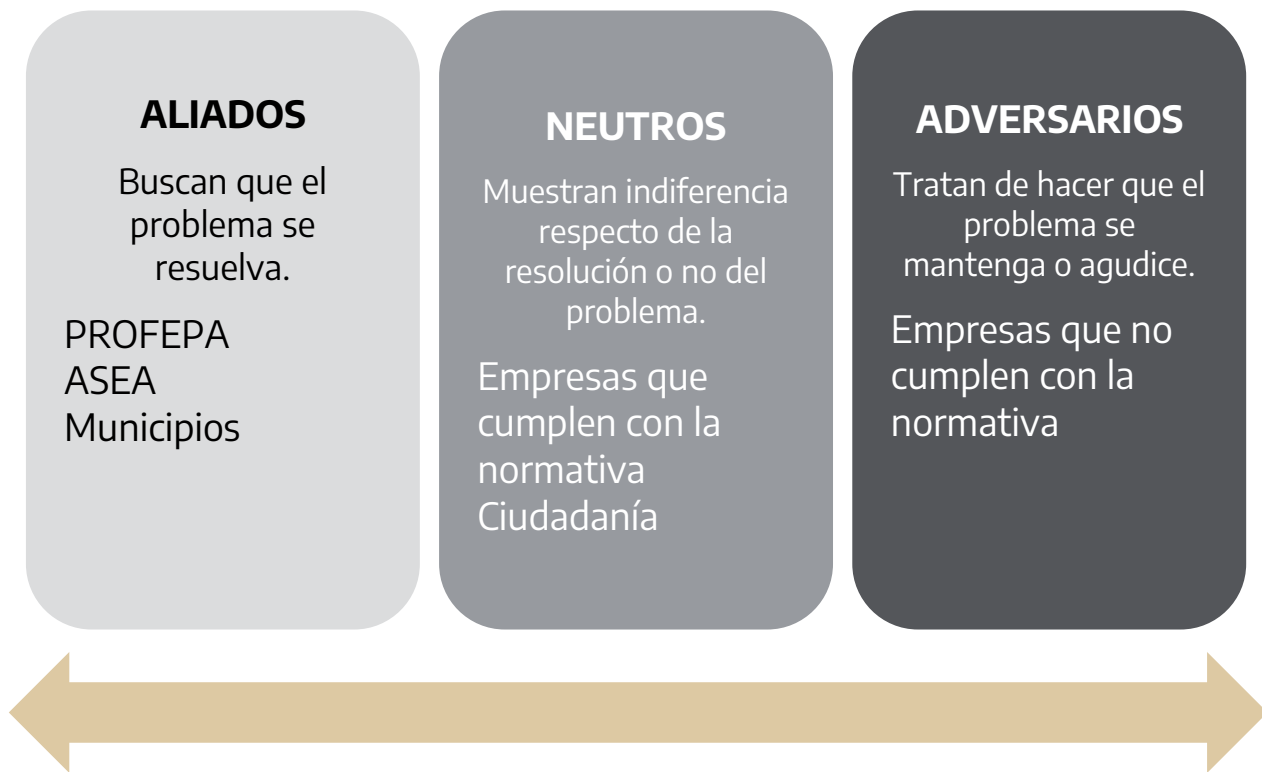 ALIADOS
Buscan que el
problema se
resuelva.
PROFEPA
ASEA
Municipios
NEUTROS
Muestran indiferencia
respecto de la
resolución o no del
problema.
Empresas que
cumplen con la
normativa
Ciudadanía
ADVERSARIOS
Tratan de hacer que el
problema se
mantenga o agudice.
Empresas que no
cumplen con la
normativa